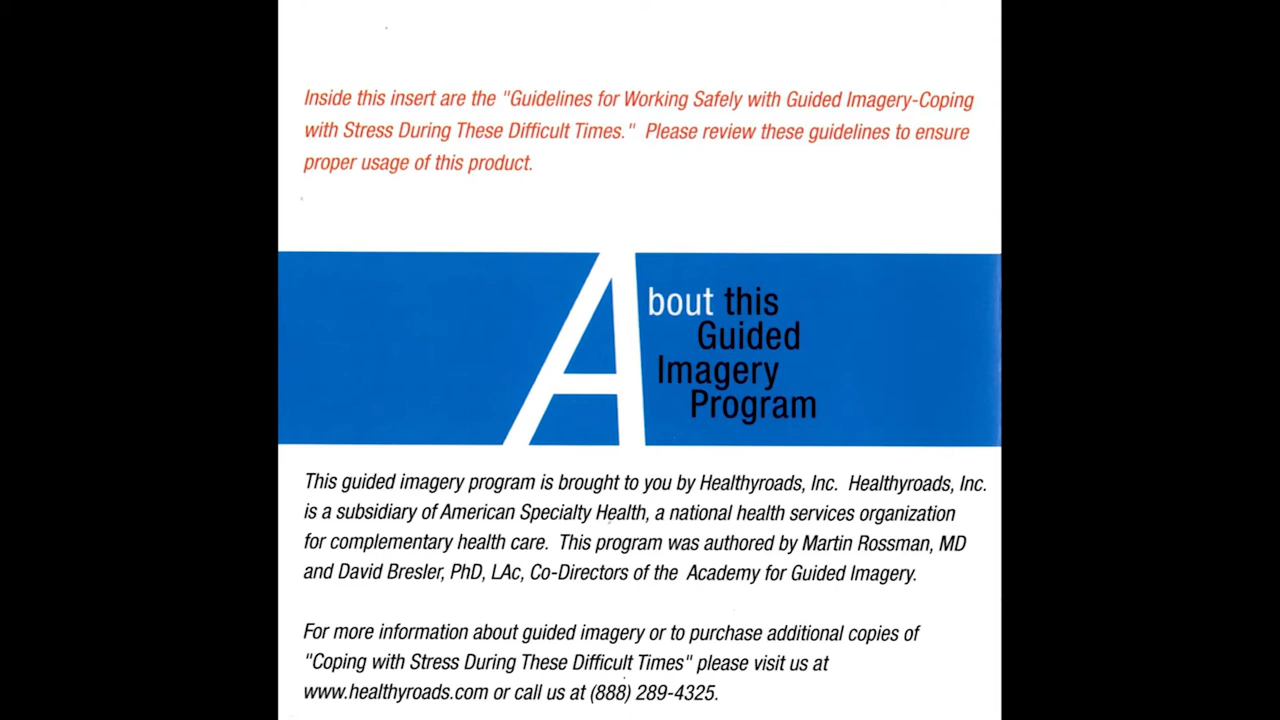 Inside this insert are the "Guidelines for Working Safely with Guided Imagery-Coping
with Stress During These Difficult Times."  Please review these guidelines to ensure
proper usage of this product.
About this
Guided
Imagery
Program
This guided imagery program is brought to you by Healthyroads, Inc.  Healthyroads, Inc.
is a subsidiary of American Specialty Health, a national health services organization
for complementary health care.  This program was authored by Martin Rossman, MD
and David Bresler, PhD, LAc, Co-Directors of the  Academy for Guided Imagery.
For more information about guided imagery or to purchase additional copies of
"Coping with Stress During These Difficult Times" please visit us at
www.healthyroads.com or call us at (888) 289-4325.